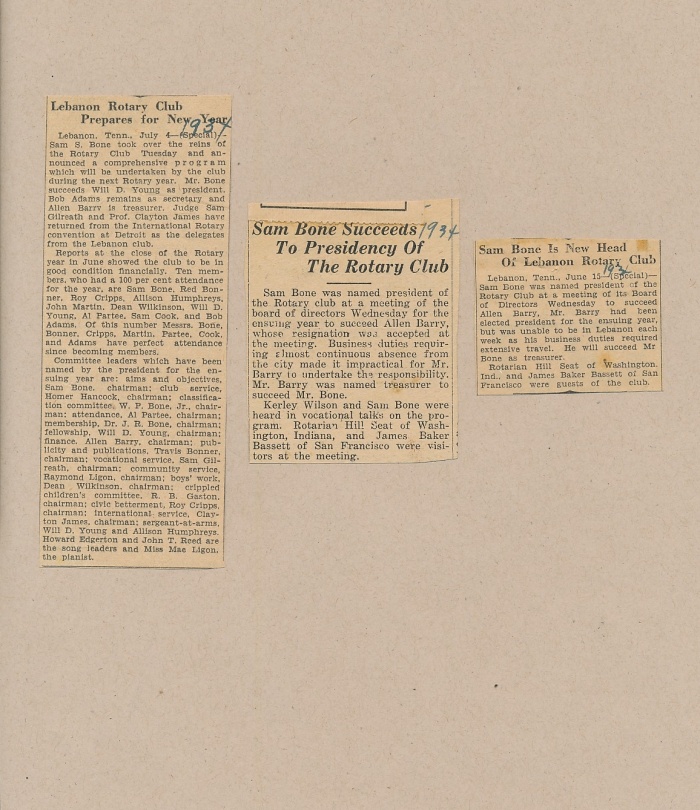 Lebanon Rotary Club
Prepares for New Year
1934
Lebanon, Tenn., July 4—(Special)—
Sam S. Bone took over the reins of
the Rotary Club Tuesday and an-
nounced a comprehensive program
which will be undertaken by the club
during the next Rotary year. Mr. Bone
succeeds Will D. Young as president.
Bob Adams remains as secretary and
Allen Barry is treasurer. Judge Sam
Gilreath and Prof. Clayton James have
returned from the International Rotary
convention at Detroit as the delegates
from the Lebanon club.
Reports at the close of the Rotary
year in June showed the club to be in
good condition financially. Ten mem-
bers, who had a 100 per cent attendance
for the year, are Sam Bone, Red Bon-
ner, Roy Cripps, Allison Humphreys,
John Martin, Dean Wilkinson, Will D.
Young, Al Partee, Sam Cook, and Bob
Adams. Of this number Messrs. Bone,
Bonner, Cripps, Martin, Partee, Cook,
and Adams have perfect attendance
since becoming members.
Committee leaders which have been
named by the president for the en-
suing year are: aims and objectives,
Sam Bone, chairman; club service,
Homer Hancock, chairman; classifica-
tion committee, W. P. Bone, Jr., chair-
man; attendance, Al Partee, chairman;
membership, Dr. J. R. Bone, chairman;
fellowship, Will D. Young, chairman;
finance, Allen Barry, chairman; pub-
licity and publications, Travis Bonner,
chairman; vocational service, Sam Gil-
reath, chairman; community service,
Raymond Ligon, chairman; boys' work,
Dean Wilkinson, chairman; crippled
children's committee, R. B. Gaston,
chairman; civic betterment, Roy Cripps,
chairman; international service, Clay-
ton James, chairman; sergeant-at-arms,
Will D. Young and Allison Humphreys.
Howard Edgerton and John T. Reed are
the song leaders and Miss Mae Ligon,
the pianist.
Sam Bone Succeeds
1934
To Presidency Of
The Rotary Club
Sam Bone was named president of
the Rotary club at a meeting of the
board of directors Wednesday for the
ensuing year to succeed Allen Barry,
whose resignation was accepted at
the meeting. Business duties requir-
ing almost continuous absence from
the city made it impractical for Mr.
Barry to undertake the responsibility.
Mr. Barry was named treasurer to
succeed Mr. Bone.
Kerley Wilson and Sam Bone were
heard in vocational talks on the pro-
gram. Rotarian Hill Seat of Wash-
ington, Indiana, and James Baker
Bassett of San Francisco were visi-
tors at the meeting.
Sam Bone Is New Head
Of Lebanon Rotary Club
1934
Lebanon, Tenn., June 15—(Special)—
Sam Bone was named president of the
Rotary Club at a meeting of its Board
of Directors Wednesday to succeed
Allen Barry, Mr. Barry had been
elected president for the ensuing year,
but was unable to be in Lebanon each
week as his business duties required
extensive travel. He will succeed Mr
Bone as treasurer.
Rotarian Hill Seat of Washington,
Ind., and James Baker Bassett of San
Francisco were guests of the club.